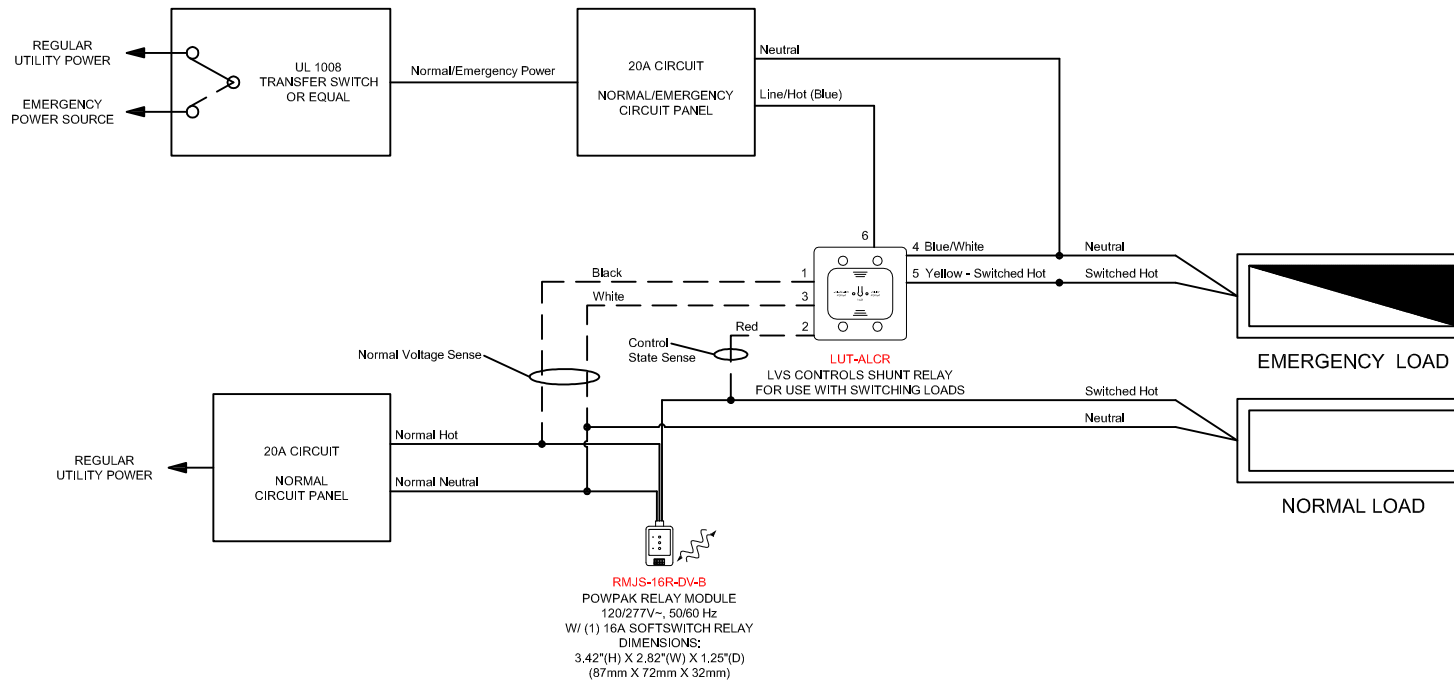 REGULAR
UTILITY POWER
EMERGENCY
POWER SOURCE
UL 1008
TRANSFER SWITCH
OR EQUAL
Normal/Emergency Power
20A CIRCUIT
NORMAL/EMERGENCY
CIRCUIT PANEL
Neutral
Line/Hot (Blue)
6
4 Blue/White
Neutral
5 Yellow - Switched Hot
Switched Hot
Black
1
White
3
Red
2
Control
State Sense
Normal Voltage Sense
LUT-ALCR
LVS CONTROLS SHUNT RELAY
FOR USE WITH SWITCHING LOADS
EMERGENCY LOAD
Switched Hot
Neutral
NORMAL LOAD
REGULAR
UTILITY POWER
20A CIRCUIT
NORMAL
CIRCUIT PANEL
Normal Hot
Normal Neutral
RMJS-16R-DV-B
POWPAK RELAY MODULE
120/277V~, 50/60 Hz
W/ (1) 16A SOFTSWITCH RELAY
DIMENSIONS:
3.42"(H) X 2.82"(W) X 1.25"(D)
(87mm X 72mm X 32mm)